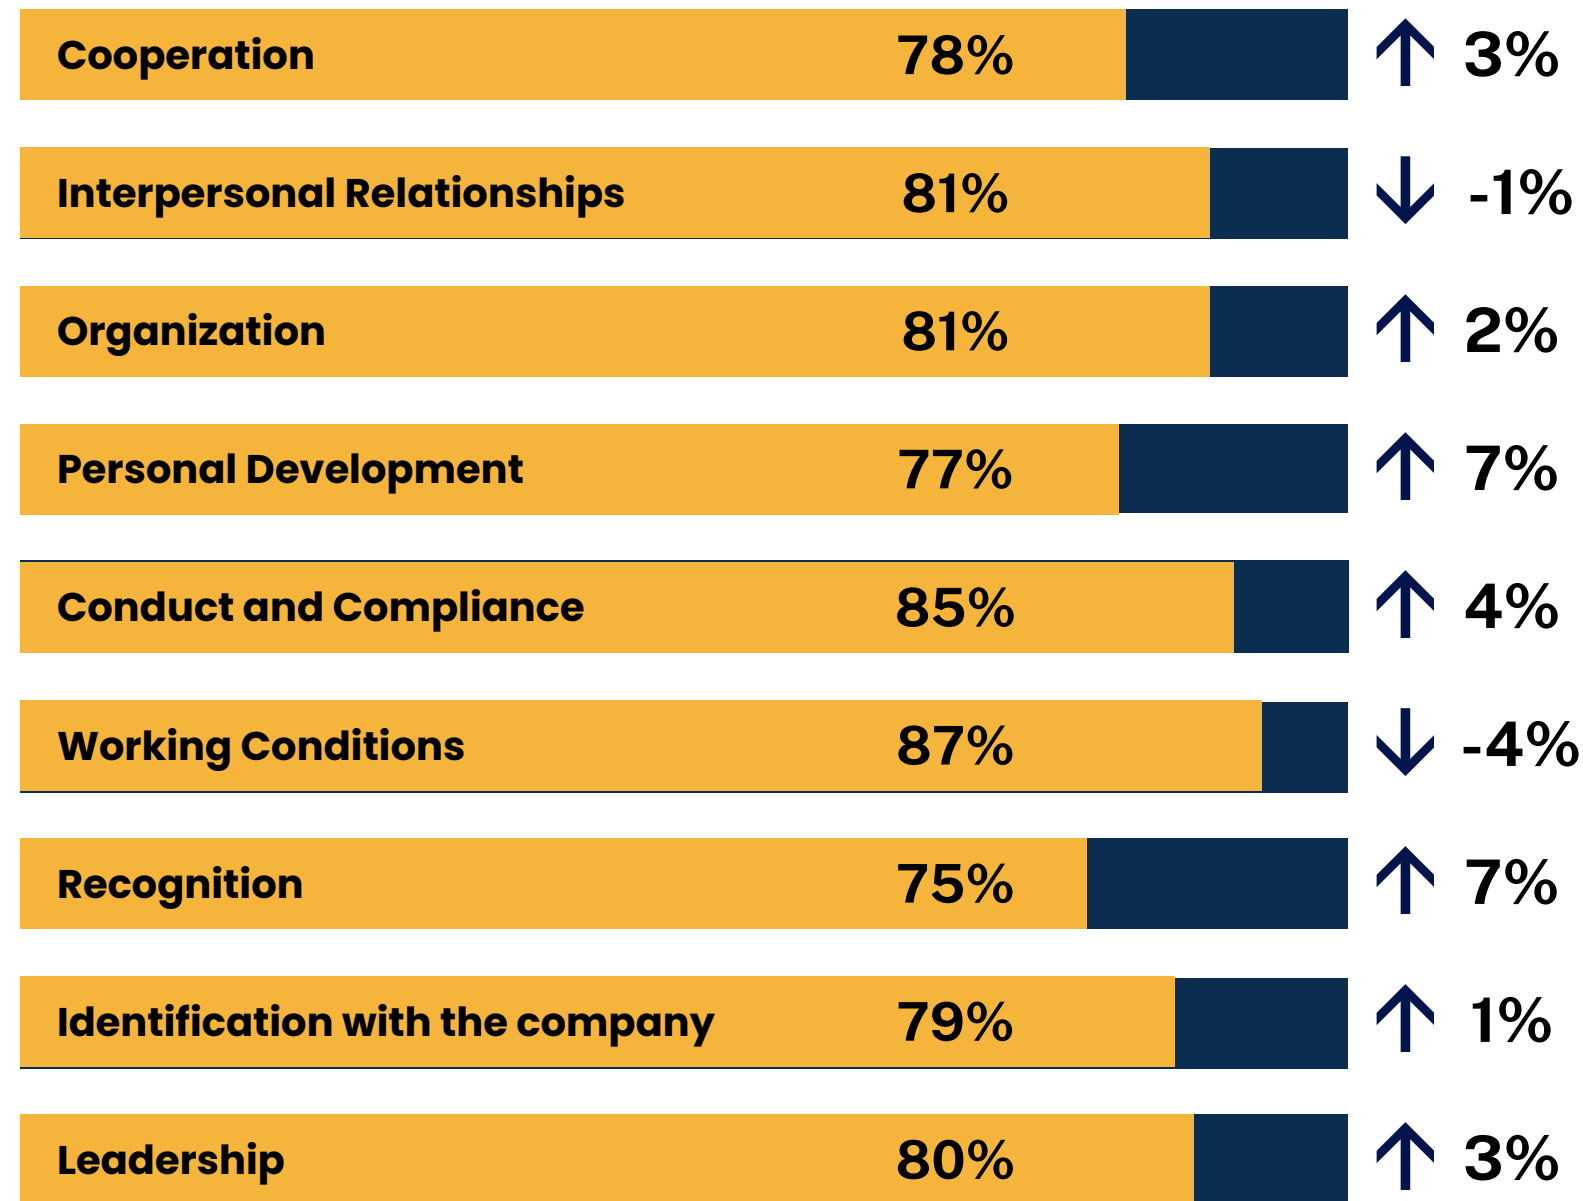 Cooperation 78% ↑ 3%
Interpersonal Relationships 81% ↓ -1%
Organization 81% ↑ 2%
Personal Development 77% ↑ 7%
Conduct and Compliance 85% ↑ 4%
Working Conditions 87% ↓ -4%
Recognition 75% ↑ 7%
Identification with the company 79% ↑ 1%
Leadership 80% ↑ 3%